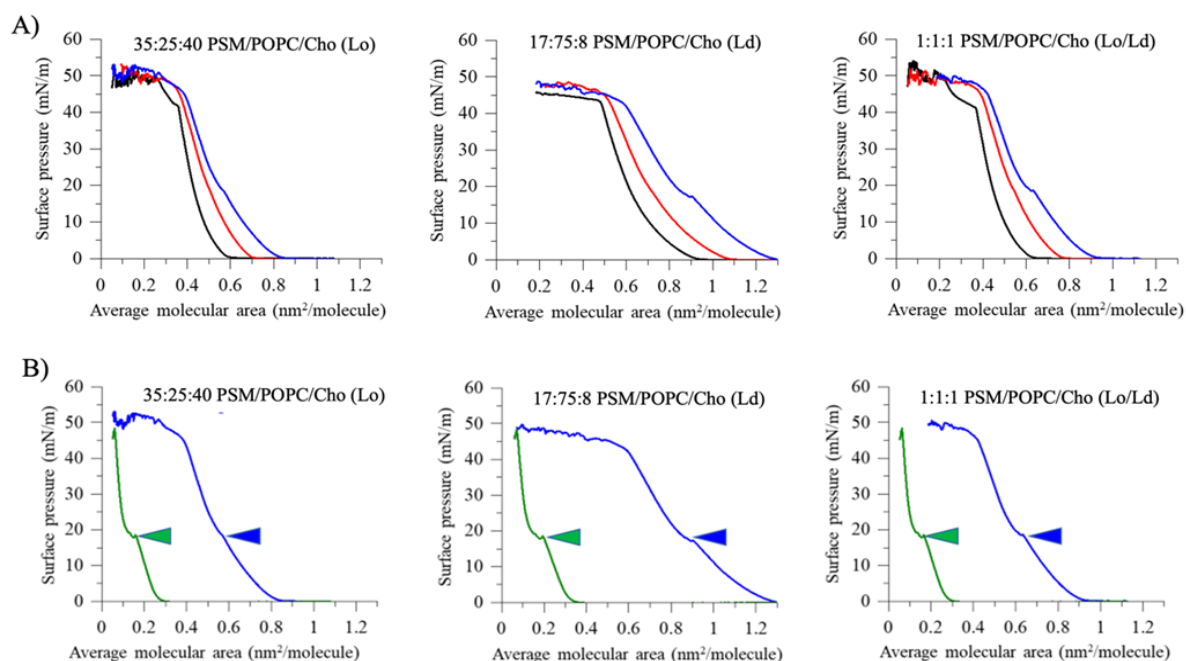 A)
35:25:40 PSM/POPC/Cho (Lo)
60
50
40
30
20
10
0
Surface pressure (mN/m)
0 0.2 0.4 0.6 0.8 1 1.2
Average molecular area (nm²/molecule)
17:75:8 PSM/POPC/Cho (Ld)
60
50
40
30
20
10
0
Surface pressure (mN/m)
0 0.2 0.4 0.6 0.8 1 1.2
Average molecular area (nm²/molecule)
1:1:1 PSM/POPC/Cho (Lo/Ld)
60
50
40
30
20
10
0
Surface pressure (mN/m)
0 0.2 0.4 0.6 0.8 1 1.2
Average molecular area (nm²/molecule)
B)
35:25:40 PSM/POPC/Cho (Lo)
60
50
40
30
20
10
0
Surface pressure (mN/m)
0 0.2 0.4 0.6 0.8 1 1.2
Average molecular area (nm²/molecule)
17:75:8 PSM/POPC/Cho (Ld)
60
50
40
30
20
10
0
Surface pressure (mN/m)
0 0.2 0.4 0.6 0.8 1 1.2
Average molecular area (nm²/molecule)
1:1:1 PSM/POPC/Cho (Lo/Ld)
60
50
40
30
20
10
0
Surface pressure (mN/m)
0 0.2 0.4 0.6 0.8 1 1.2
Average molecular area (nm²/molecule)